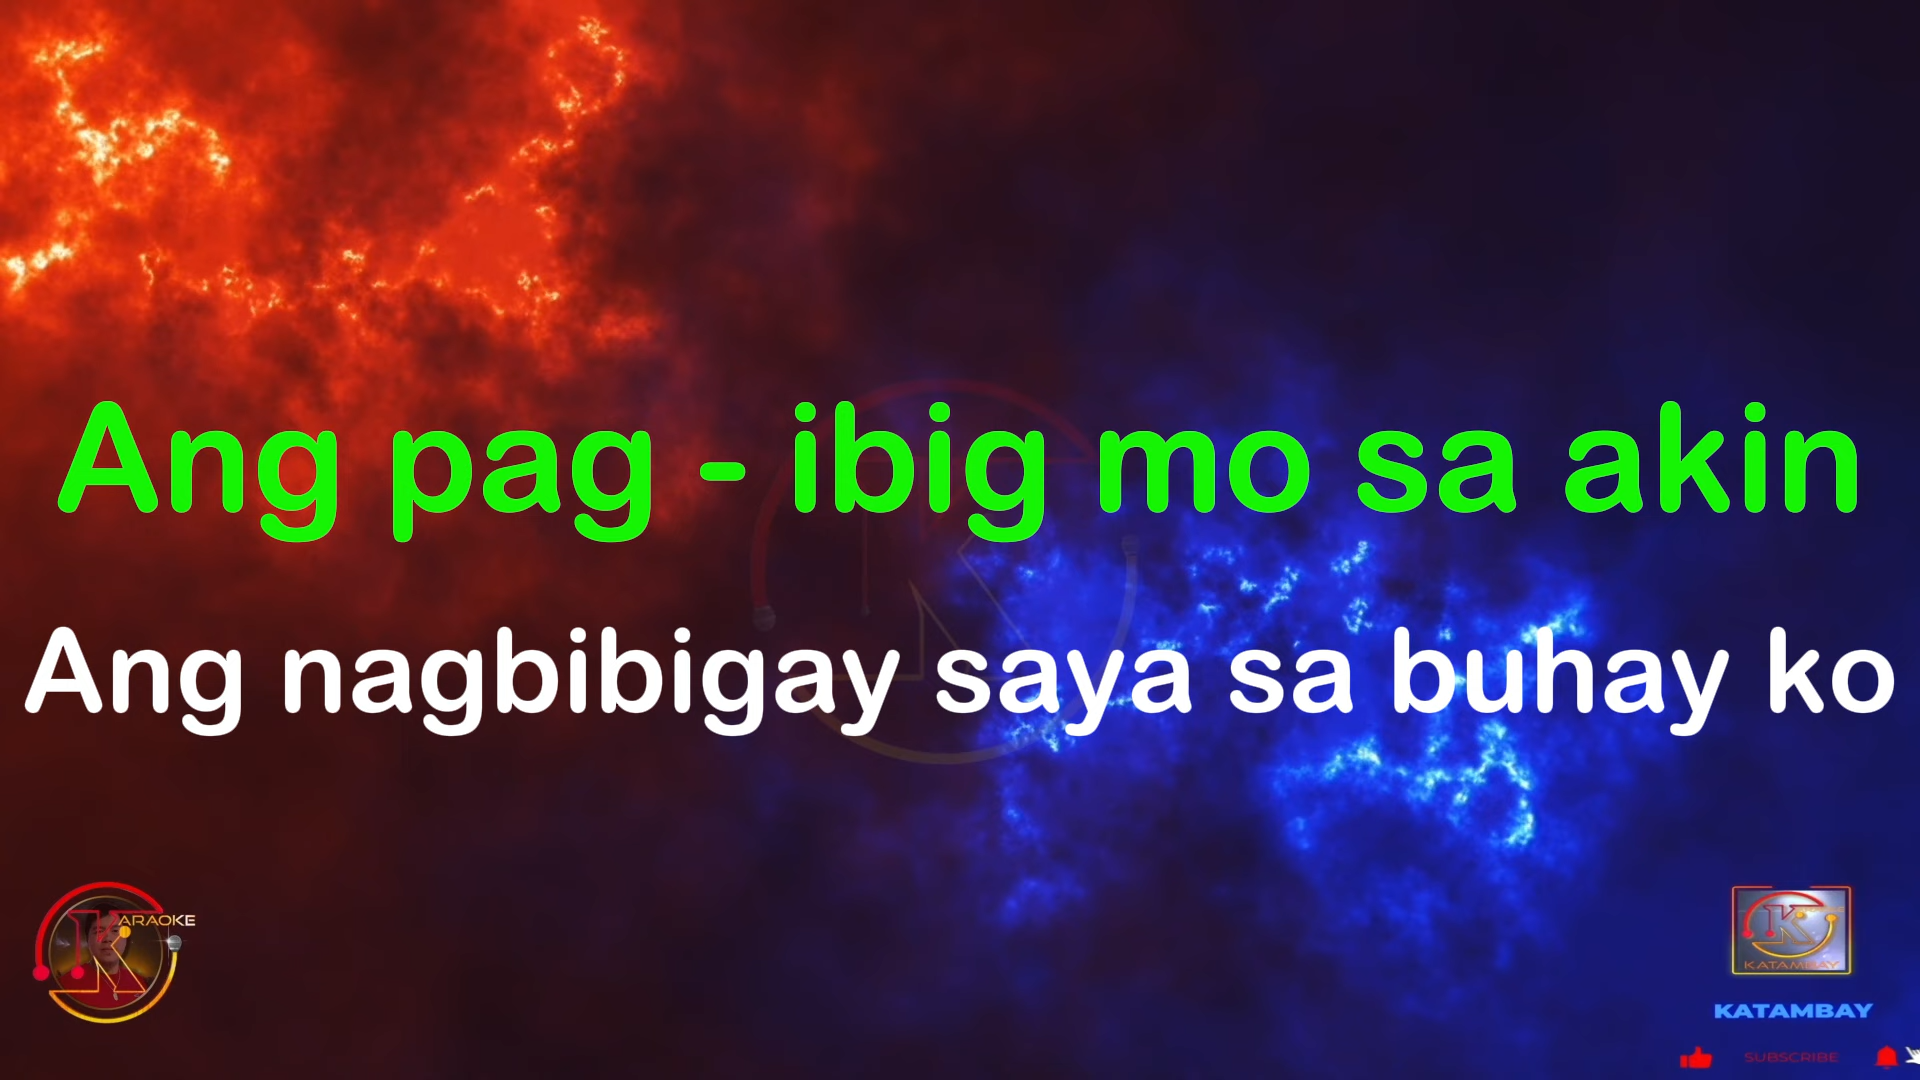 Ang pag - ibig mo sa akin
Ang nagbibigay saya sa buhay ko
KARAOKE
KATAMBAY
KATAMBAY
SUBSCRIBE